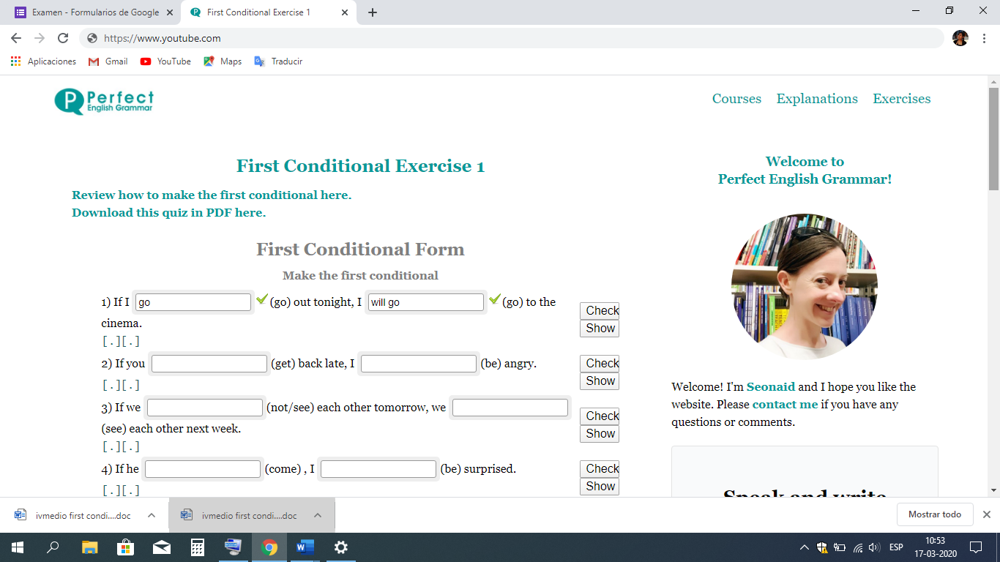 Examen - Formularios de Google
First Conditional Exercise 1
https://www.youtube.com
Aplicaciones Gmail YouTube Maps Traducir
Perfect
English Grammar
Courses Explanations Exercises
First Conditional Exercise 1
Review how to make the first conditional here.
Download this quiz in PDF here.
First Conditional Form
Make the first conditional
1) If I go (go) out tonight, I will go (go) to the
cinema.
[ . ][ . ]
Check
Show
2) If you (get) back late, I (be) angry.
[ . ][ . ]
Check
Show
3) If we (not/see) each other tomorrow, we
(see) each other next week.
[ . ][ . ]
Check
Show
4) If he (come) , I (be) surprised.
[ . ][ . ]
Check
Show
Welcome to
Perfect English Grammar!
Welcome! I'm Seonaid and I hope you like the
website. Please contact me if you have any
questions or comments.
Speak and write
ivmedio first condi....doc
ivmedio first condi....doc
Mostrar todo
ESP
10:53
17-03-2020